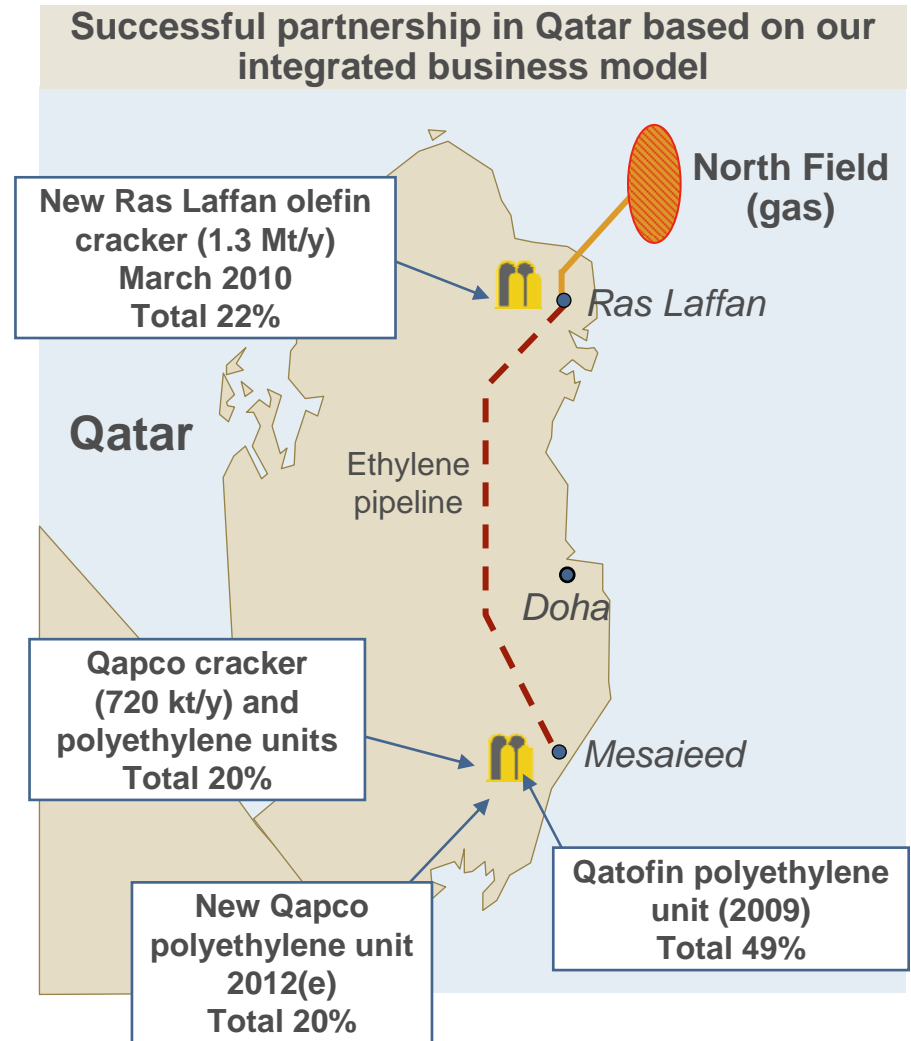 Successful partnership in Qatar based on our
integrated business model
North Field
(gas)
New Ras Laffan olefin
cracker (1.3 Mt/y)
March 2010
Total 22%
Ras Laffan
Qatar
Ethylene
pipeline
Doha
Qapco cracker
(720 kt/y) and
polyethylene units
Total 20%
Mesaieed
Qatofin polyethylene
unit (2009)
Total 49%
New Qapco
polyethylene unit
2012(e)
Total 20%